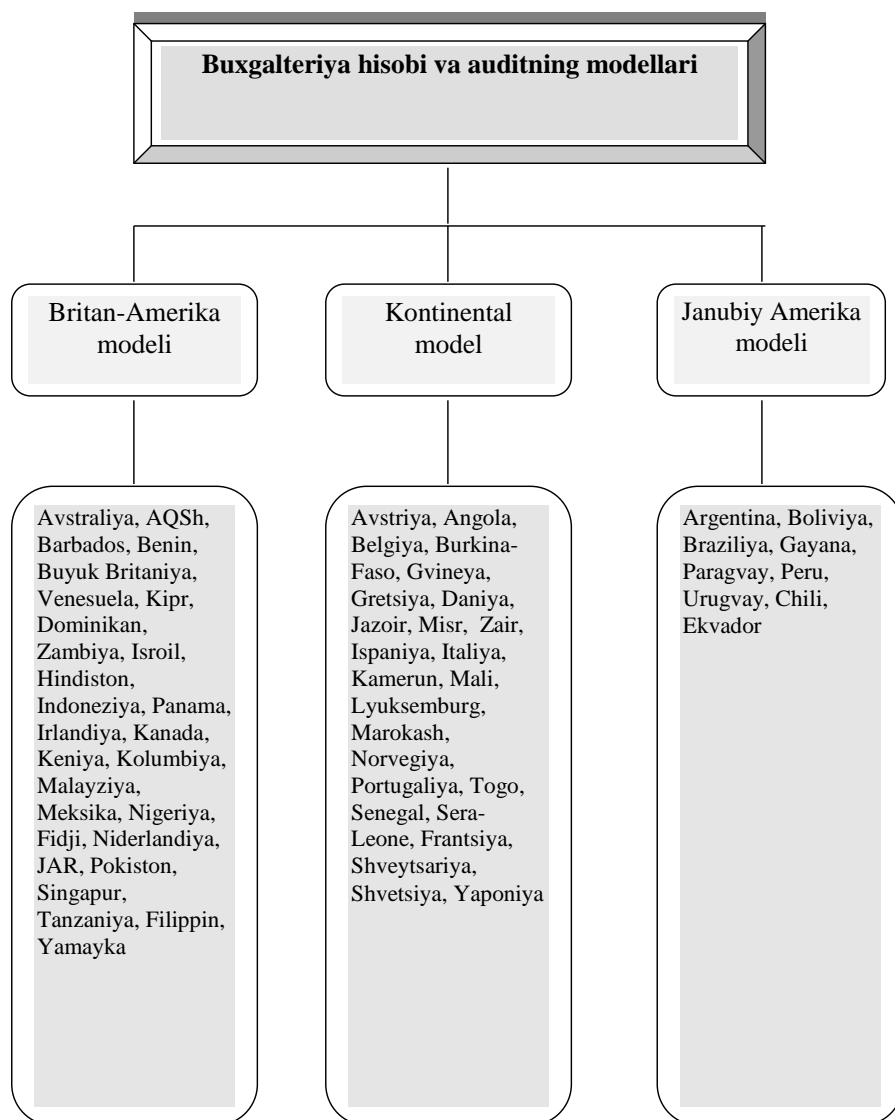 Buxgalteriya hisobi va auditning modellari
Britan-Amerika
modeli
Kontinental
model
Janubiy Amerika
modeli
Avstraliya, AQSh,
Barbados, Benin,
Buyuk Britaniya,
Venesuela, Kipr,
Dominikan,
Zambiya, Isroil,
Hindiston,
Indoneziya, Panama,
Irlandiya, Kanada,
Keniya, Kolumbiya,
Malayziya,
Meksika, Nigeriya,
Fidji, Niderlandiya,
JAR, Pokiston,
Singapur,
Tanzaniya, Filippin,
Yamayka
Avstriya, Angola,
Belgiya, Burkina-
Faso, Gvineya,
Gretsiya, Daniya,
Jazoir, Misr, Zair,
Ispaniya, Italiya,
Kamerun, Mali,
Lyuksemburg,
Marokash,
Norvegiya,
Portugaliya, Togo,
Senegal, Sera-
Leone, Frantsiya,
Shveytsariya,
Shvetsiya, Yaponiya
Argentina, Boliviya,
Braziliya, Gayana,
Paragvay, Peru,
Urugvay, Chili,
Ekvador